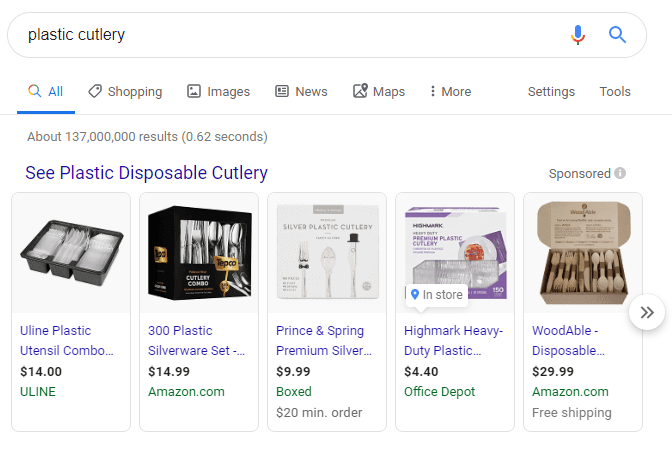 plastic cutlery
All
Shopping
Images
News
Maps
More
Settings
Tools
About 137,000,000 results (0.62 seconds)
See Plastic Disposable Cutlery
Sponsored
Tepco
CUTLERY
COMBO
SILVER PLASTIC CUTLERY
HIGHMARK
HEAVY DUTY
PREMIUM PLASTIC
CUTLERY
150
In store
WoodAble
Uline Plastic
Utensil Combo...
$14.00
ULINE
300 Plastic
Silverware Set -...
$14.99
Amazon.com
Prince & Spring
Premium Silver...
$9.99
Boxed
$20 min. order
Highmark Heavy-
Duty Plastic...
$4.40
Office Depot
WoodAble -
Disposable...
$29.99
Amazon.com
Free shipping